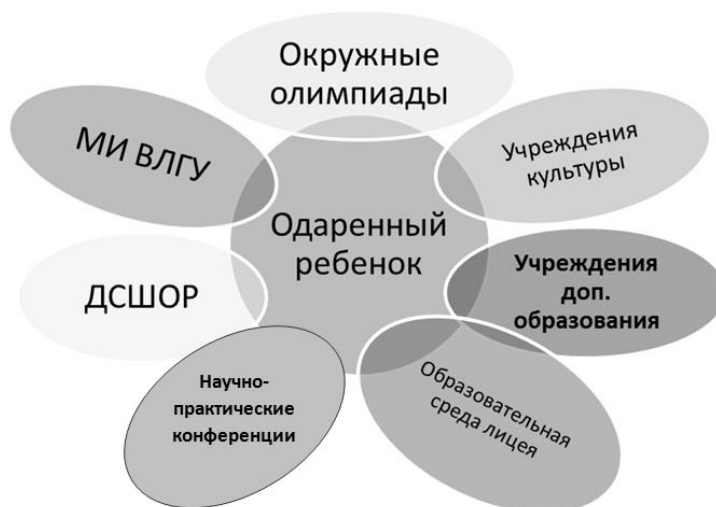 Окружные
олимпиады
МИ ВЛГУ
Учреждения
культуры
Одаренный
ребенок
ДСШОР
Учреждения
доп.
образования
Научно-
практические
конференции
Образовательная
среда лицея